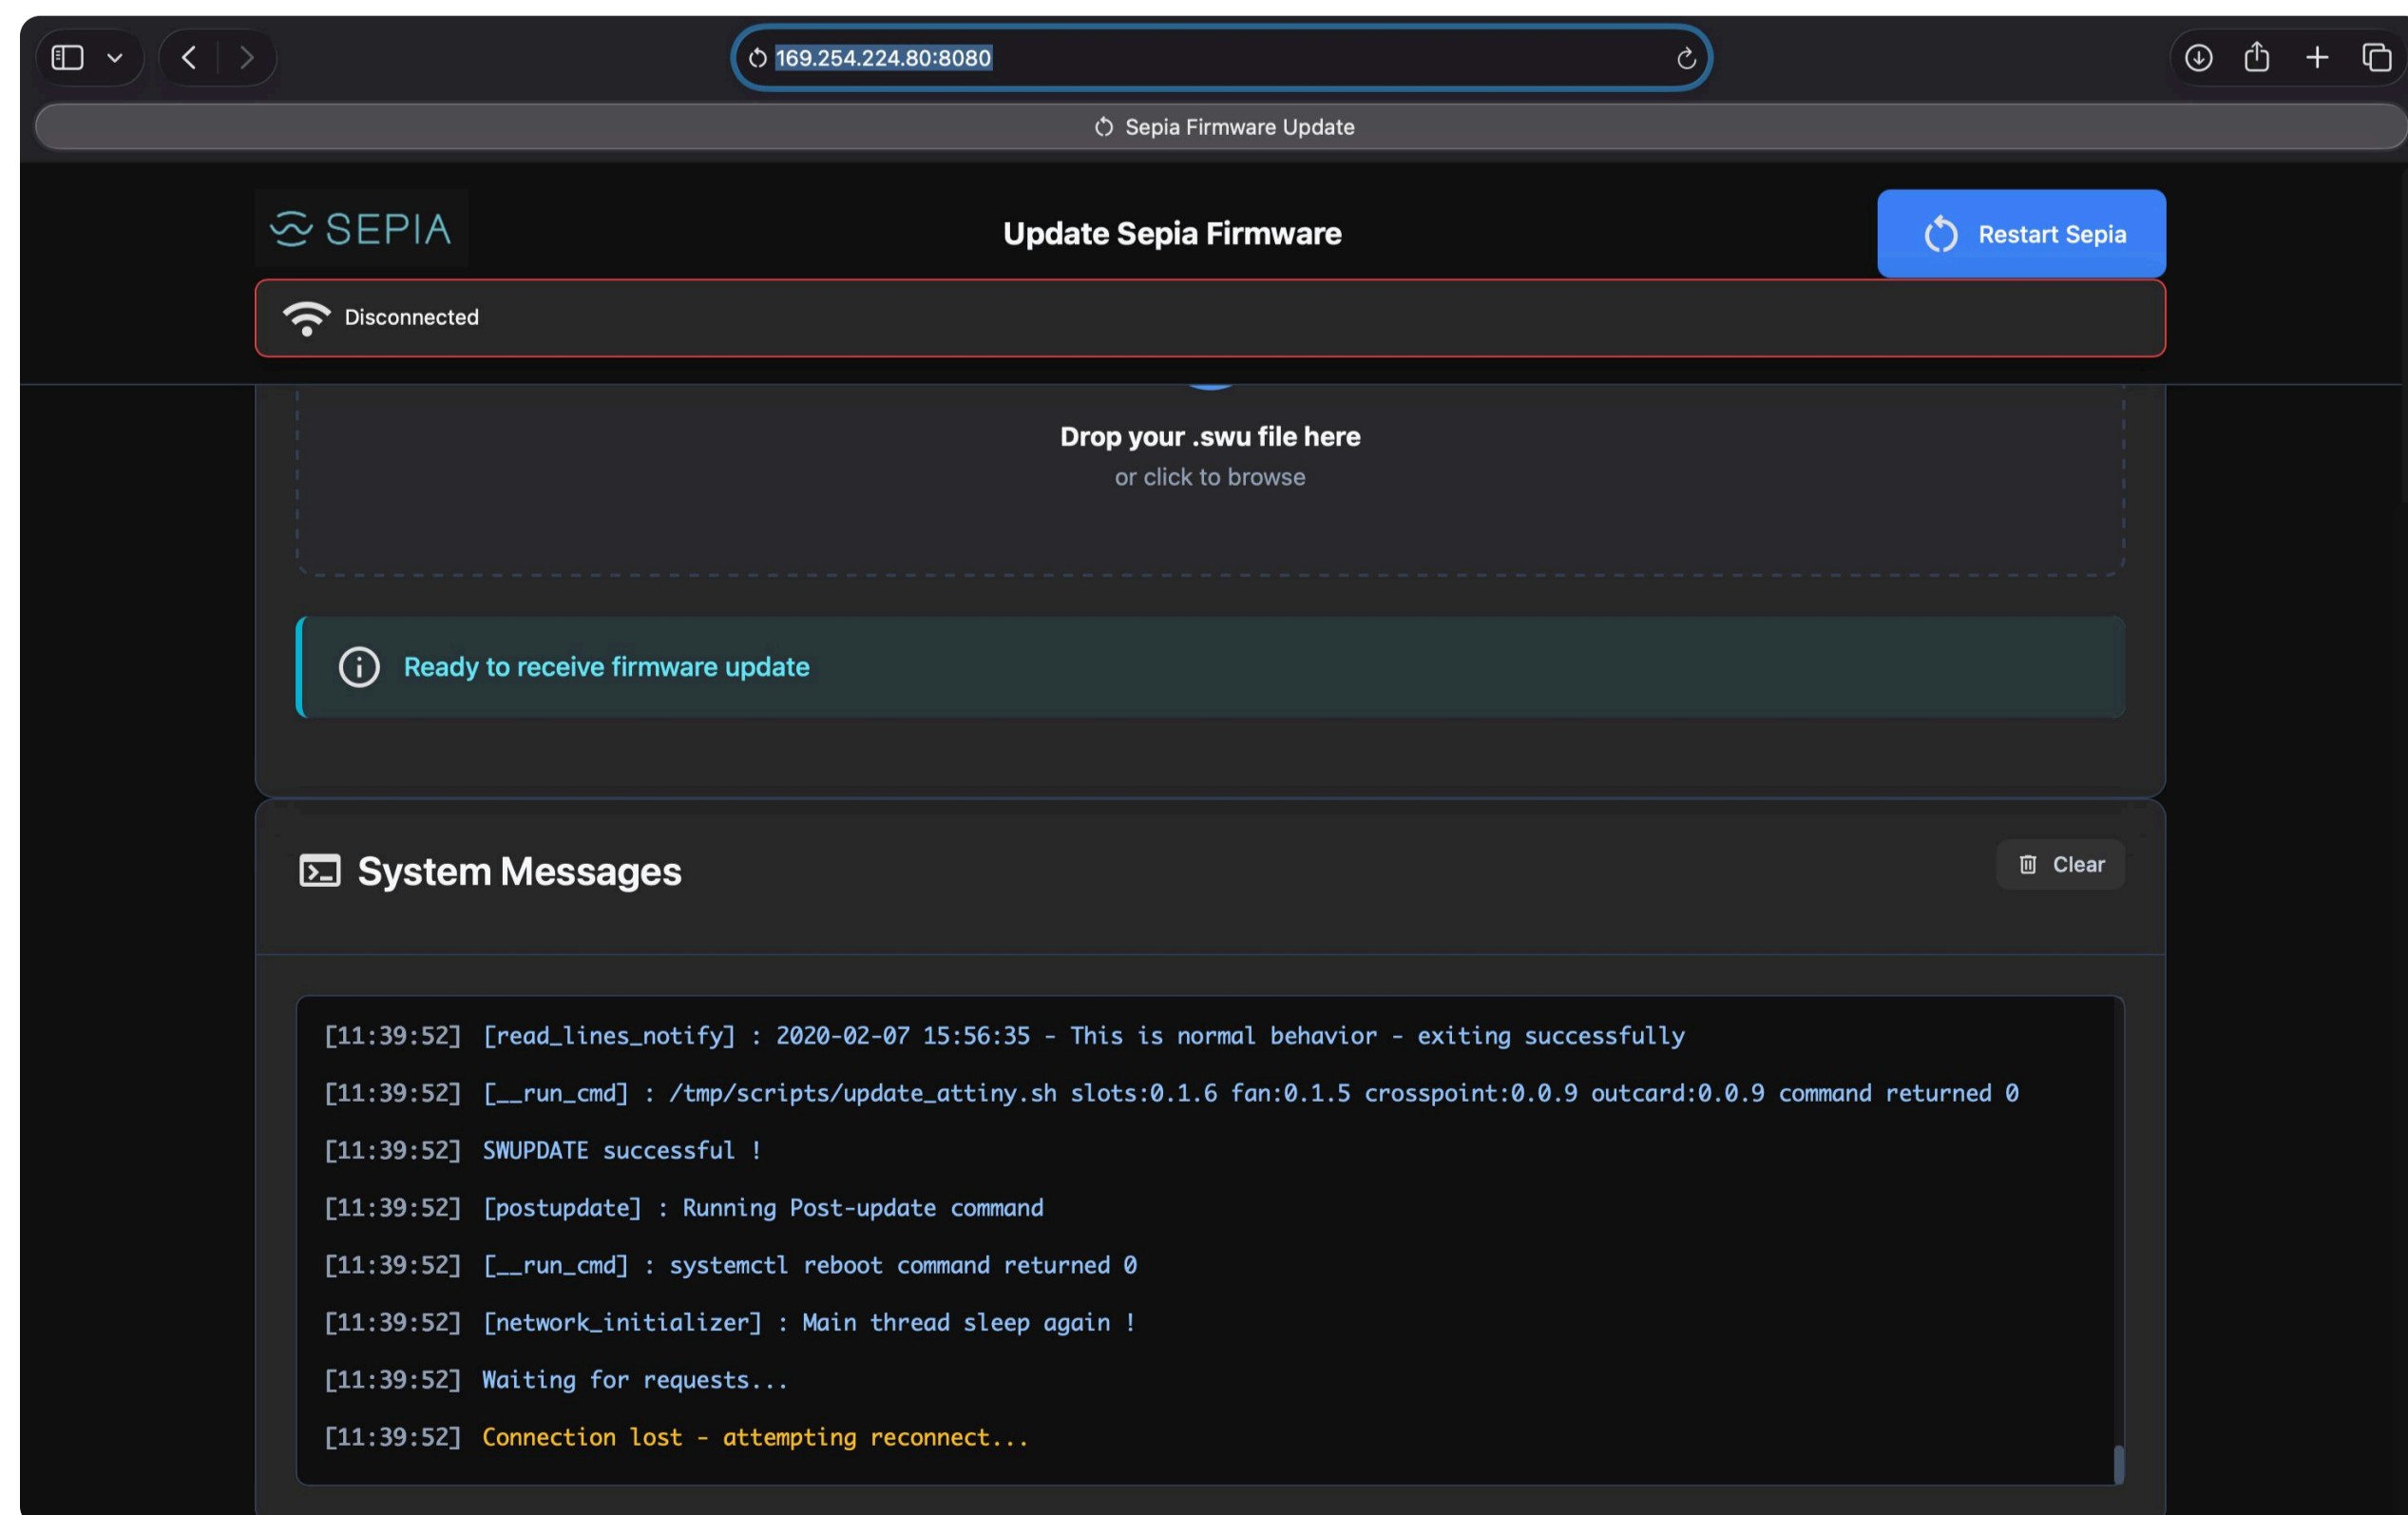 169.254.224.80:8080
Sepia Firmware Update
SEPIA
Update Sepia Firmware
Restart Sepia
Disconnected
Drop your .swu file here
or click to browse
Ready to receive firmware update
System Messages
Clear
[11:39:52] [read_lines_notify] : 2020-02-07 15:56:35 - This is normal behavior - exiting successfully
[11:39:52] [__run_cmd] : /tmp/scripts/update_attiny.sh slots:0.1.6 fan:0.1.5 crosspoint:0.0.9 outcard:0.0.9 command returned 0
[11:39:52] SWUPDATE successful !
[11:39:52] [postupdate] : Running Post-update command
[11:39:52] [__run_cmd] : systemctl reboot command returned 0
[11:39:52] [network_initializer] : Main thread sleep again !
[11:39:52] Waiting for requests...
[11:39:52] Connection lost - attempting reconnect...